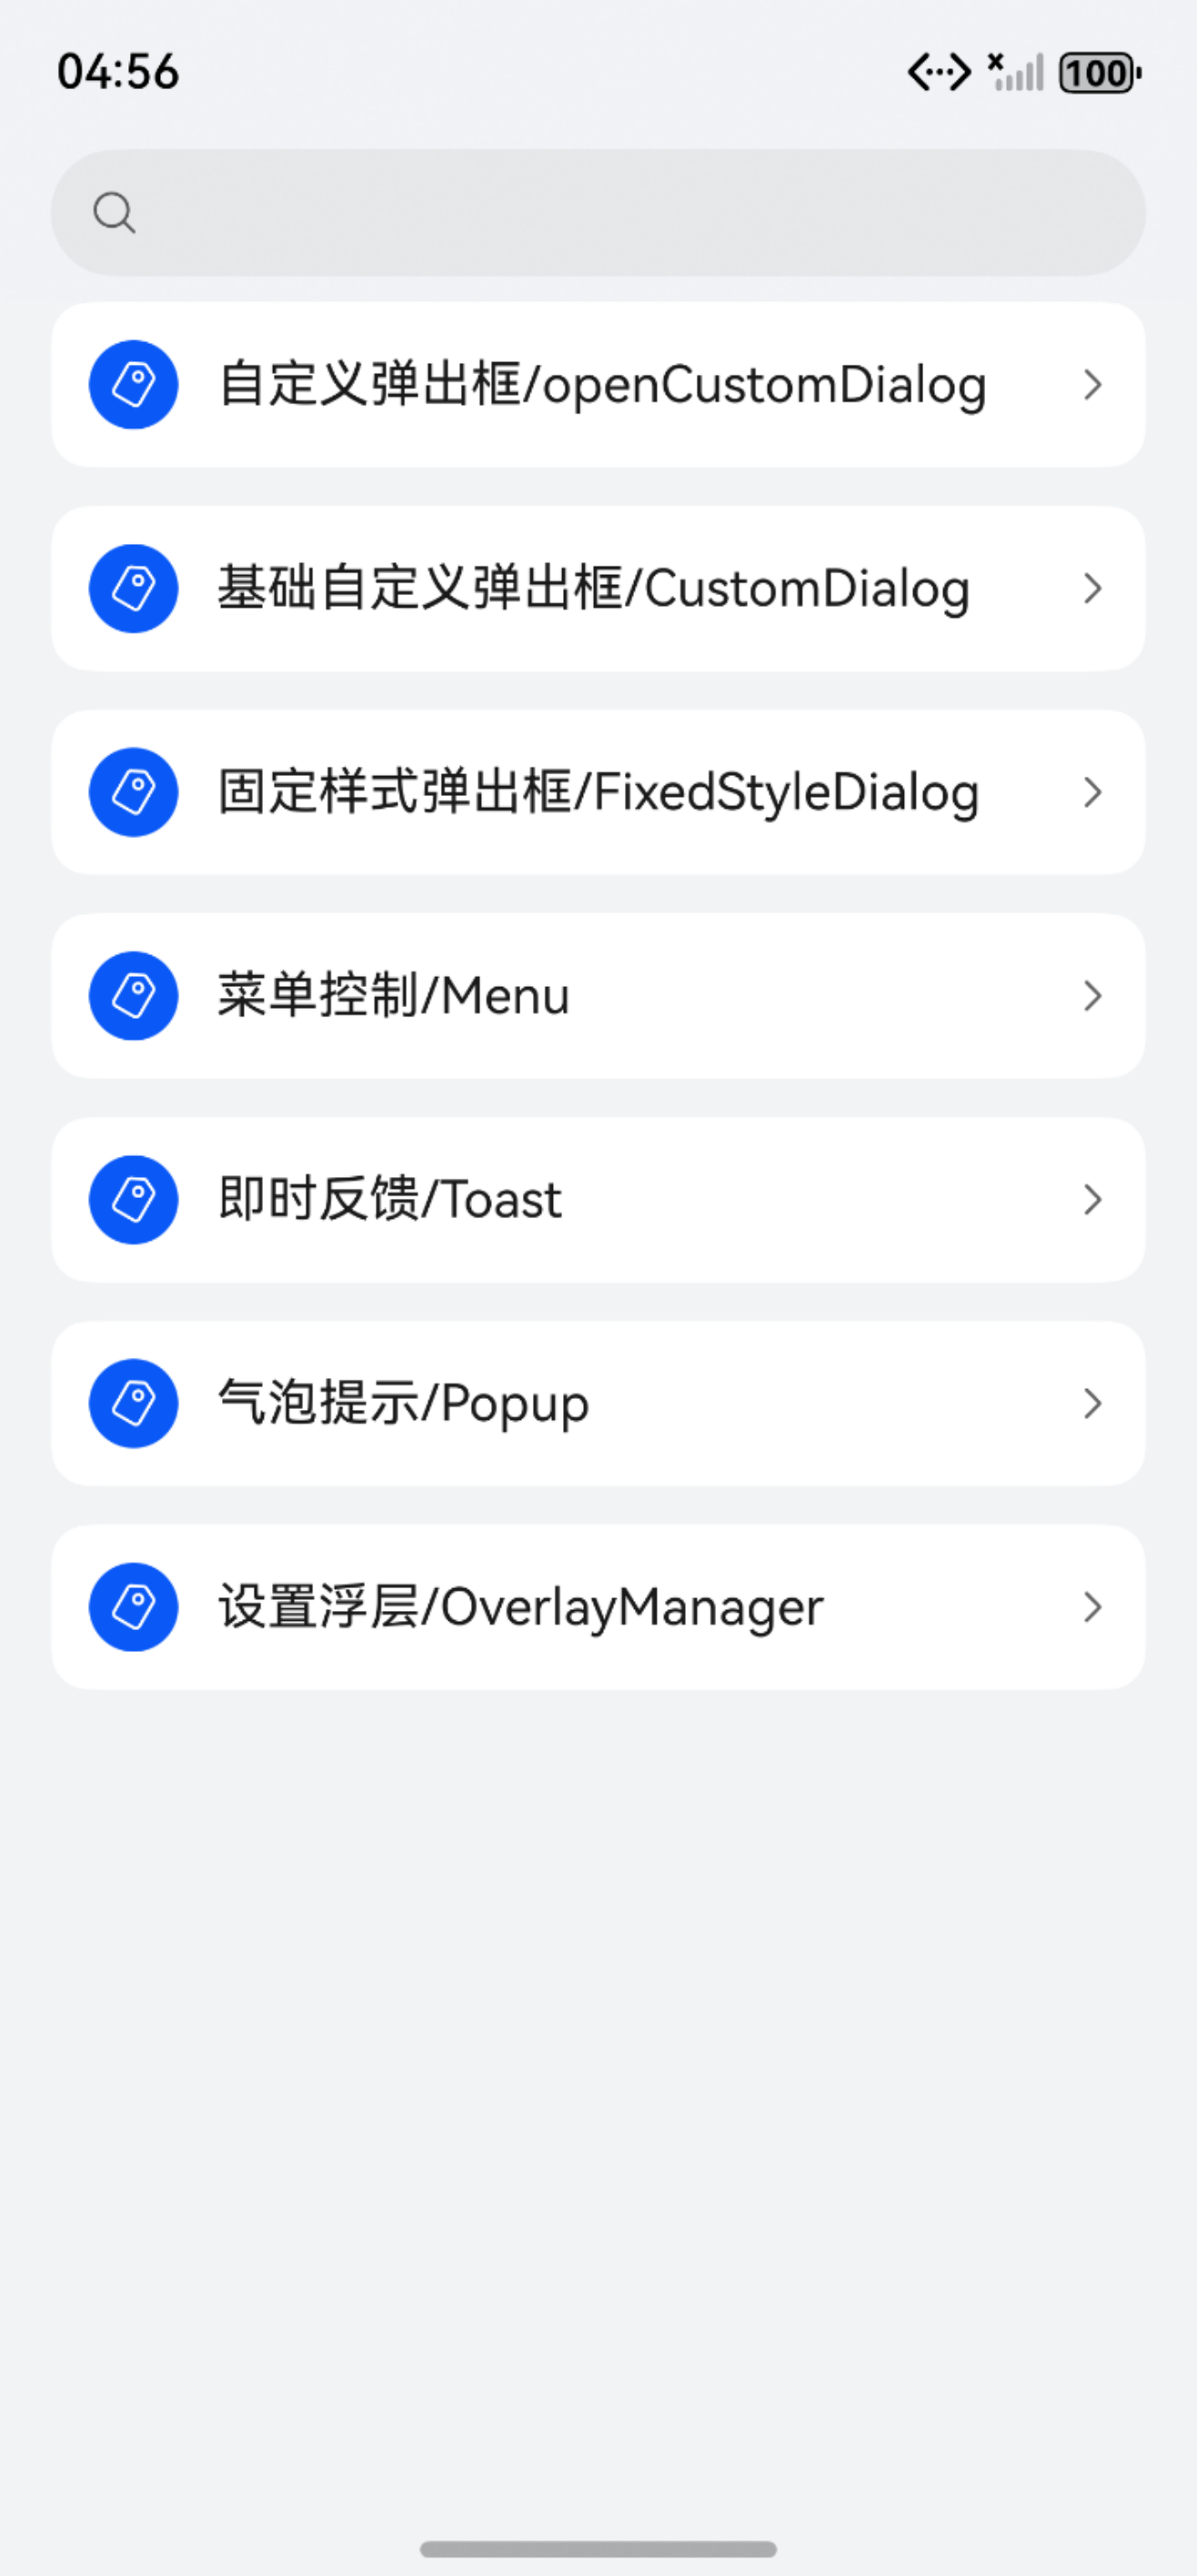 04:56
100
自定义弹出框/openCustomDialog
基础自定义弹出框/CustomDialog
固定样式弹出框/FixedStyleDialog
菜单控制/Menu
即时反馈/Toast
气泡提示/Popup
设置浮层/OverlayManager